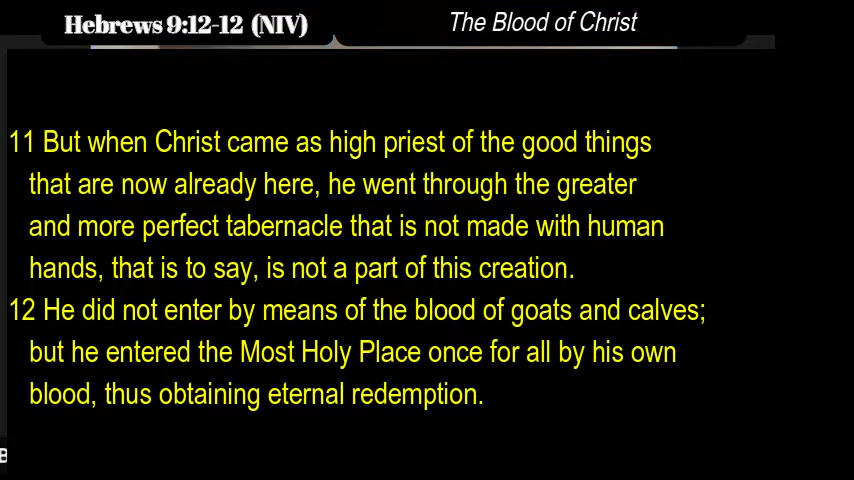 Hebrews 9:12-12 (NIV)
The Blood of Christ
11 But when Christ came as high priest of the good things
that are now already here, he went through the greater
and more perfect tabernacle that is not made with human
hands, that is to say, is not a part of this creation.
12 He did not enter by means of the blood of goats and calves;
but he entered the Most Holy Place once for all by his own
blood, thus obtaining eternal redemption.
B